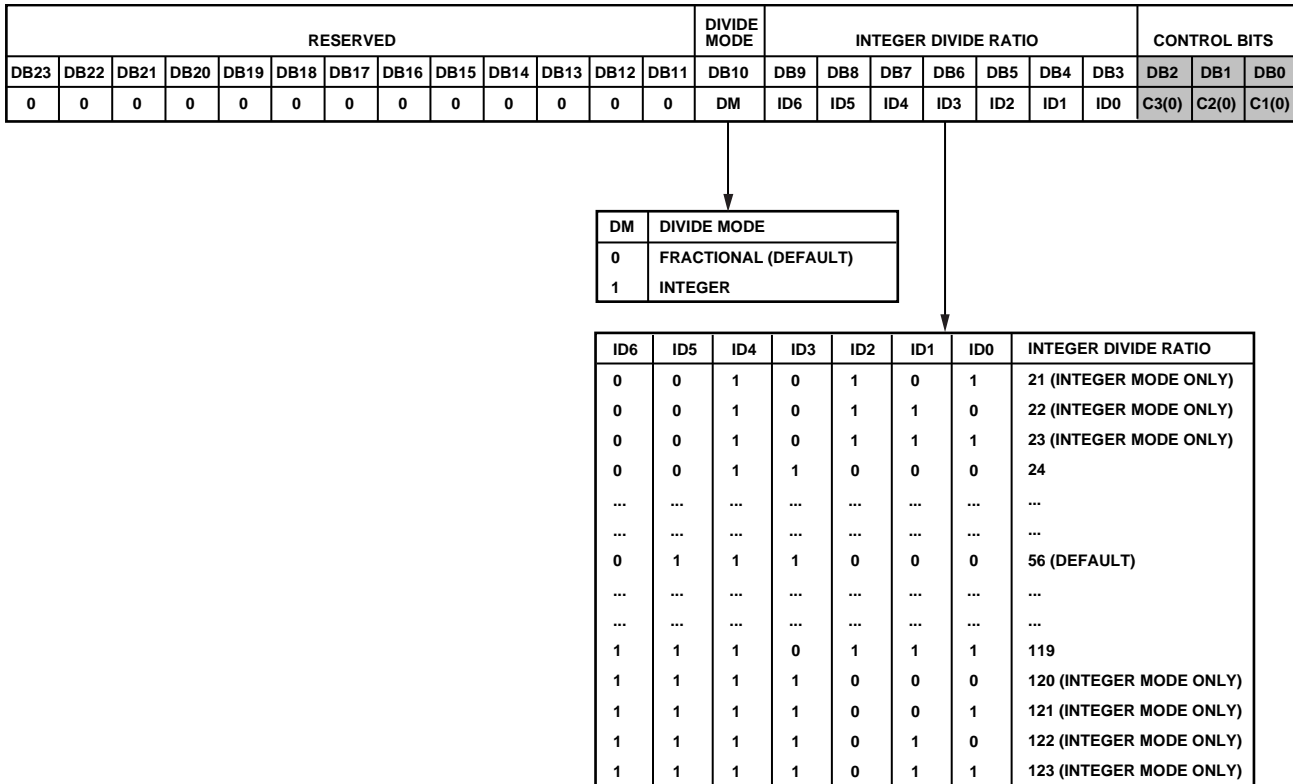 RESERVED DIVIDE MODE INTEGER DIVIDE RATIO CONTROL BITS
DB23 DB22 DB21 DB20 DB19 DB18 DB17 DB16 DB15 DB14 DB13 DB12 DB11 DB10 DB9 DB8 DB7 DB6 DB5 DB4 DB3 DB2 DB1 DB0
0 0 0 0 0 0 0 0 0 0 0 0 0 DM ID6 ID5 ID4 ID3 ID2 ID1 ID0 C3(0) C2(0) C1(0)
DM DIVIDE MODE
0 FRACTIONAL (DEFAULT)
1 INTEGER
ID6 ID5 ID4 ID3 ID2 ID1 ID0 INTEGER DIVIDE RATIO
0 0 1 0 1 0 1 21 (INTEGER MODE ONLY)
0 0 1 0 1 1 0 22 (INTEGER MODE ONLY)
0 0 1 0 1 1 1 23 (INTEGER MODE ONLY)
0 0 1 1 0 0 0 24
... ... ... ... ... ... ... ...
... ... ... ... ... ... ... ...
0 1 1 1 0 0 0 56 (DEFAULT)
... ... ... ... ... ... ... ...
... ... ... ... ... ... ... ...
1 1 1 0 1 1 1 119
1 1 1 1 0 0 0 120 (INTEGER MODE ONLY)
1 1 1 1 0 0 1 121 (INTEGER MODE ONLY)
1 1 1 1 0 1 0 122 (INTEGER MODE ONLY)
1 1 1 1 0 1 1 123 (INTEGER MODE ONLY)